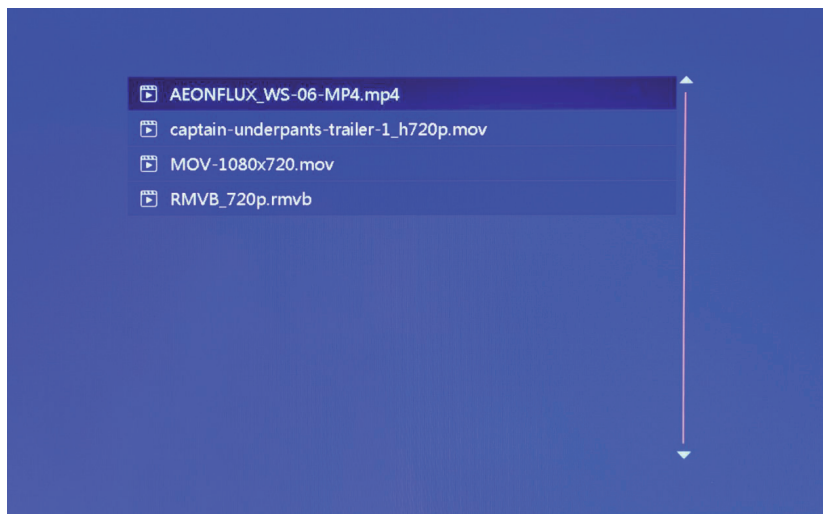 AEONFLUX_WS-06-MP4.mp4
captain-underpants-trailer-1_h720p.mov
MOV-1080x720.mov
RMVB_720p.rmvb